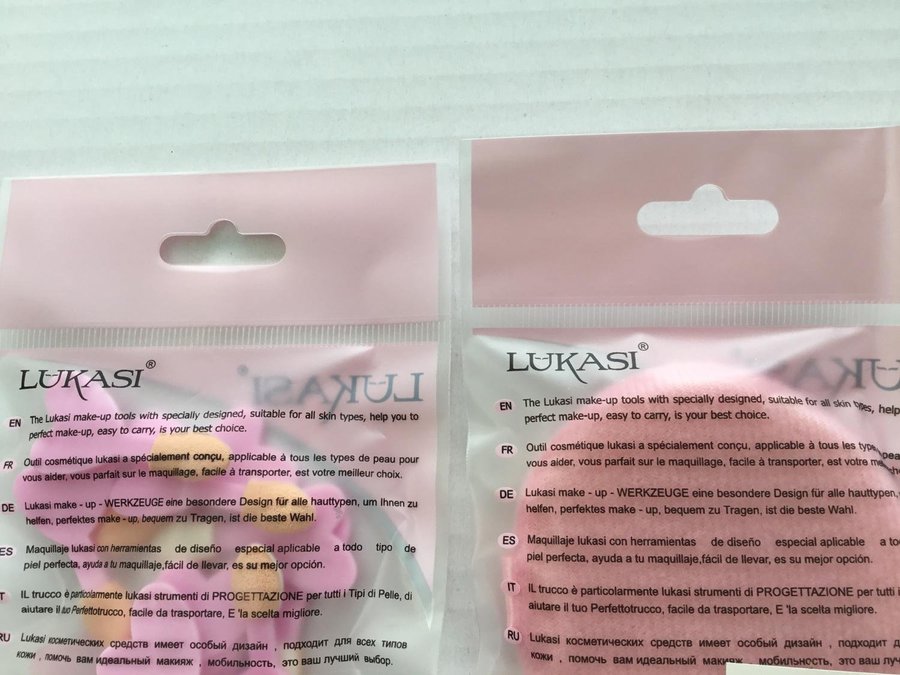 LUKASI®
LUKASI
EN The Lukasi make-up tools with specially designed, suitable for all skin types, help you to
perfect make-up, easy to carry, is your best choice.
FR Outil cosmétique lukasi a spécialement conçu, applicable à tous les types de peau pour
vous aider, vous parfait sur le maquillage, facile à transporter, est votre meilleur choix.
DE Lukasi make - up - WERKZEUGE eine besondere Design für alle hauttypen, um Ihnen zu
helfen, perfektes make - up, bequem zu Tragen, ist die beste Wahl.
ES Maquillaje lukasi con herramientas de diseño especial aplicable a todo tipo de
piel perfecta, ayuda a tu maquillaje,fácil de llevar, es su mejor opción.
IT IL trucco è particolarmente lukasi strumenti di PROGETTAZIONE per tutti i Tipi di Pelle, di
aiutare il tuo Perfettotrucco, facile da trasportare, E 'la scelta migliore.
RU Lukasi косметических средств имеет особый дизайн , подходит для всех типов
кожи , помочь вам идеальный макияж , мобильность, это ваш лучший выбор.
LUKASI®
EN The Lukasi make-up tools with specially designed, suitable for all skin types, help
perfect make-up, easy to carry, is your best choice.
FR Outil cosmétique lukasi a spécialement conçu, applicable à tous les types
vous aider, vous parfait sur le maquillage, facile à transporter, est votre
DE Lukasi make - up - WERKZEUGE eine besondere Design für alle hauttypen,
helfen, perfektes make - up, bequem zu Tragen, ist die beste Wahl.
ES Maquillaje lukasi con herramientas de diseño especial aplicable a
piel perfecta, ayuda a tu maquillaje,fácil de llevar, es su mejor opción.
IT IL trucco è particolarmente lukasi strumenti di PROGETTAZIONE per tutti i
aiutare il tuo Perfettotrucco, facile da trasportare, E 'la scelta migliore.
RU Lukasi косметических средств имеет особый дизайн , подходит
кожи , помочь вам идеальный макияж , мобильность, это ваш